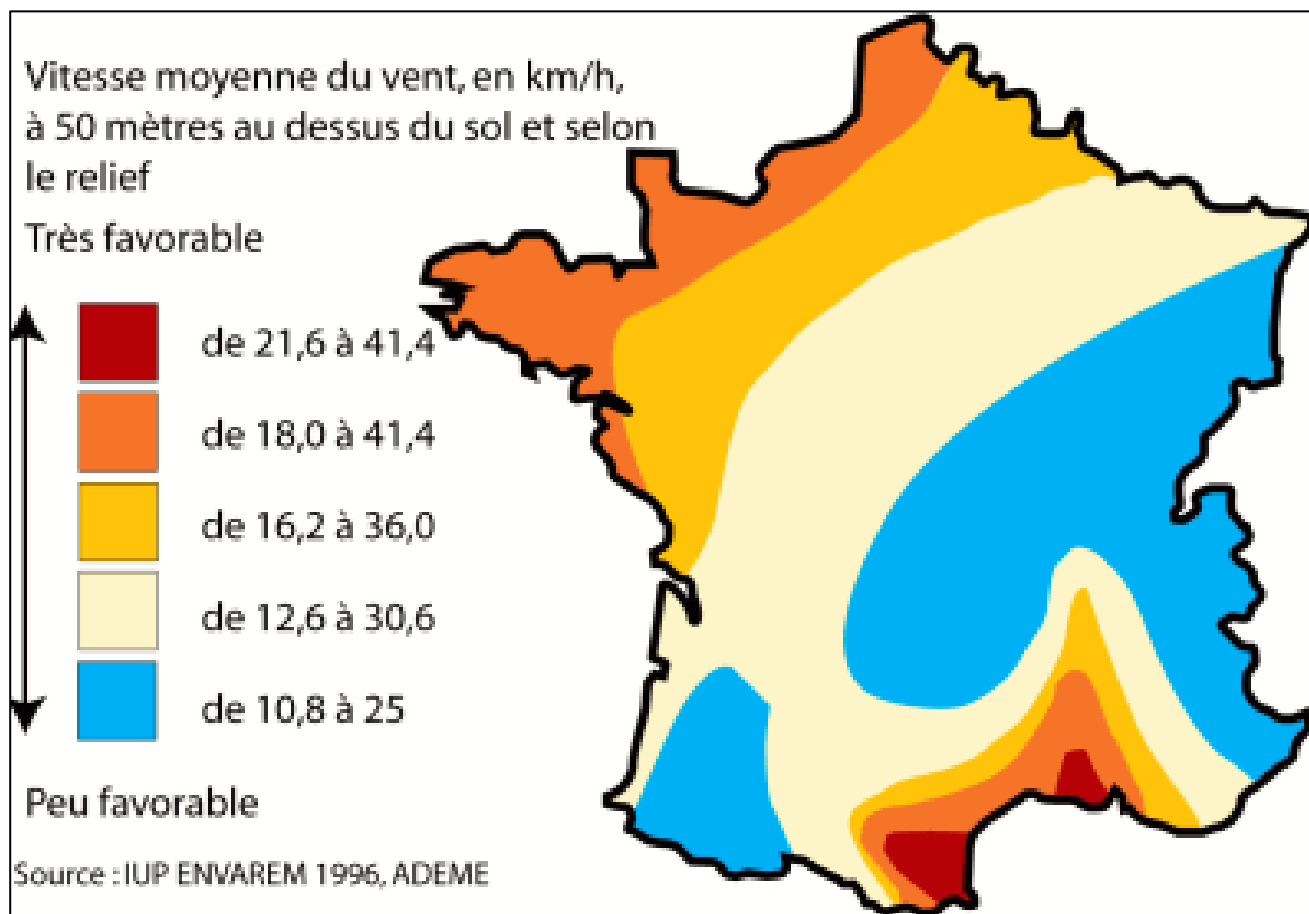 Vitesse moyenne du vent, en km/h,
à 50 mètres au dessus du sol et selon
le relief
Très favorable
de 21,6 à 41,4
de 18,0 à 41,4
de 16,2 à 36,0
de 12,6 à 30,6
de 10,8 à 25
Peu favorable
Source : IUP ENVAREM 1996, ADEME